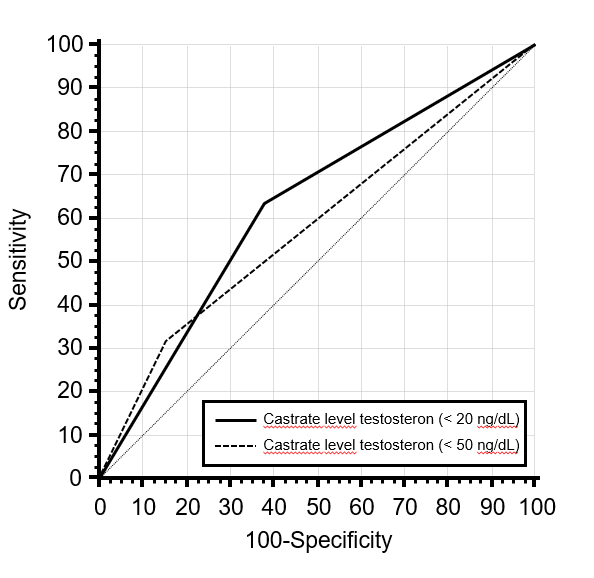 100
90
80
70
60
50
40
30
20
10
0
Sensitivity
Castrate level testosteron (< 20 ng/dL)
Castrate level testosteron (< 50 ng/dL)
0 10 20 30 40 50 60 70 80 90 100
100-Specificity